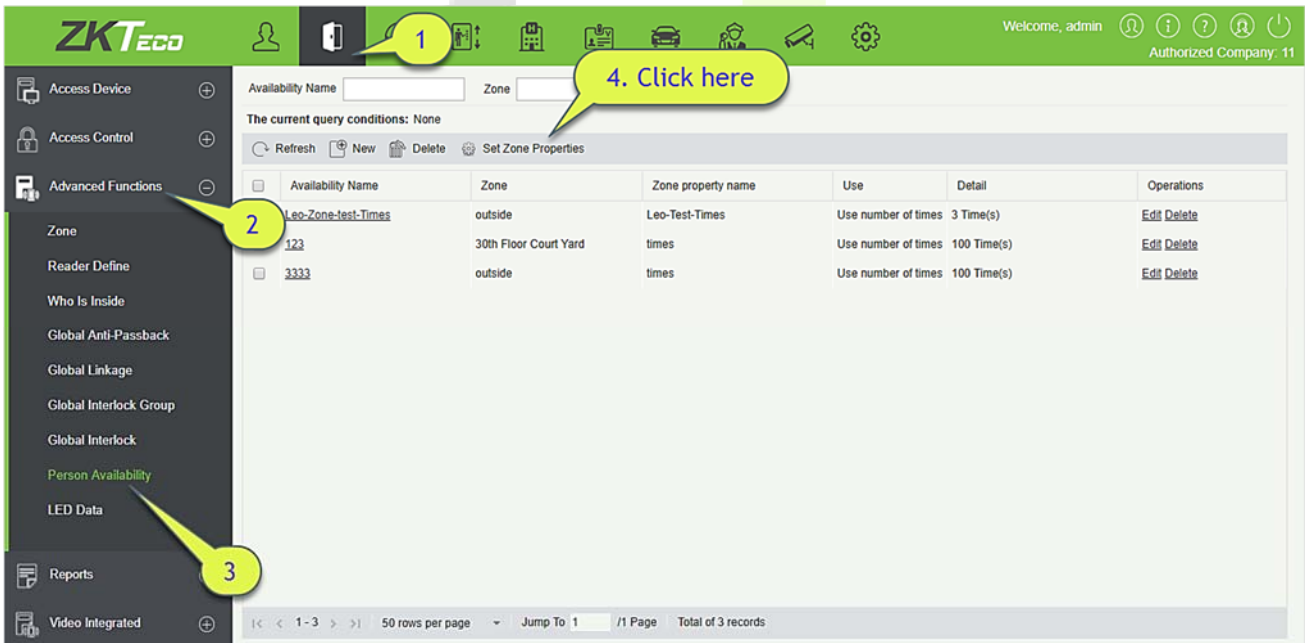 ZKTeco
Welcome, admin
Authorized Company: 11
1
4. Click here
Access Device
Access Control
Advanced Functions
2
Zone
Reader Define
Who Is Inside
Global Anti-Passback
Global Linkage
Global Interlock Group
Global Interlock
Person Availability
LED Data
3
Reports
Video Integrated
Availability Name Zone
The current query conditions: None
Refresh New Delete Set Zone Properties
Availability Name Zone Zone property name Use Detail Operations
Leo-Zone-test-Times outside Leo-Test-Times Use number of times 3 Time(s) Edit Delete
123 30th Floor Court Yard times Use number of times 100 Time(s) Edit Delete
3333 outside times Use number of times 100 Time(s) Edit Delete
|< < 1-3 > >| 50 rows per page Jump To 1 /1 Page Total of 3 records